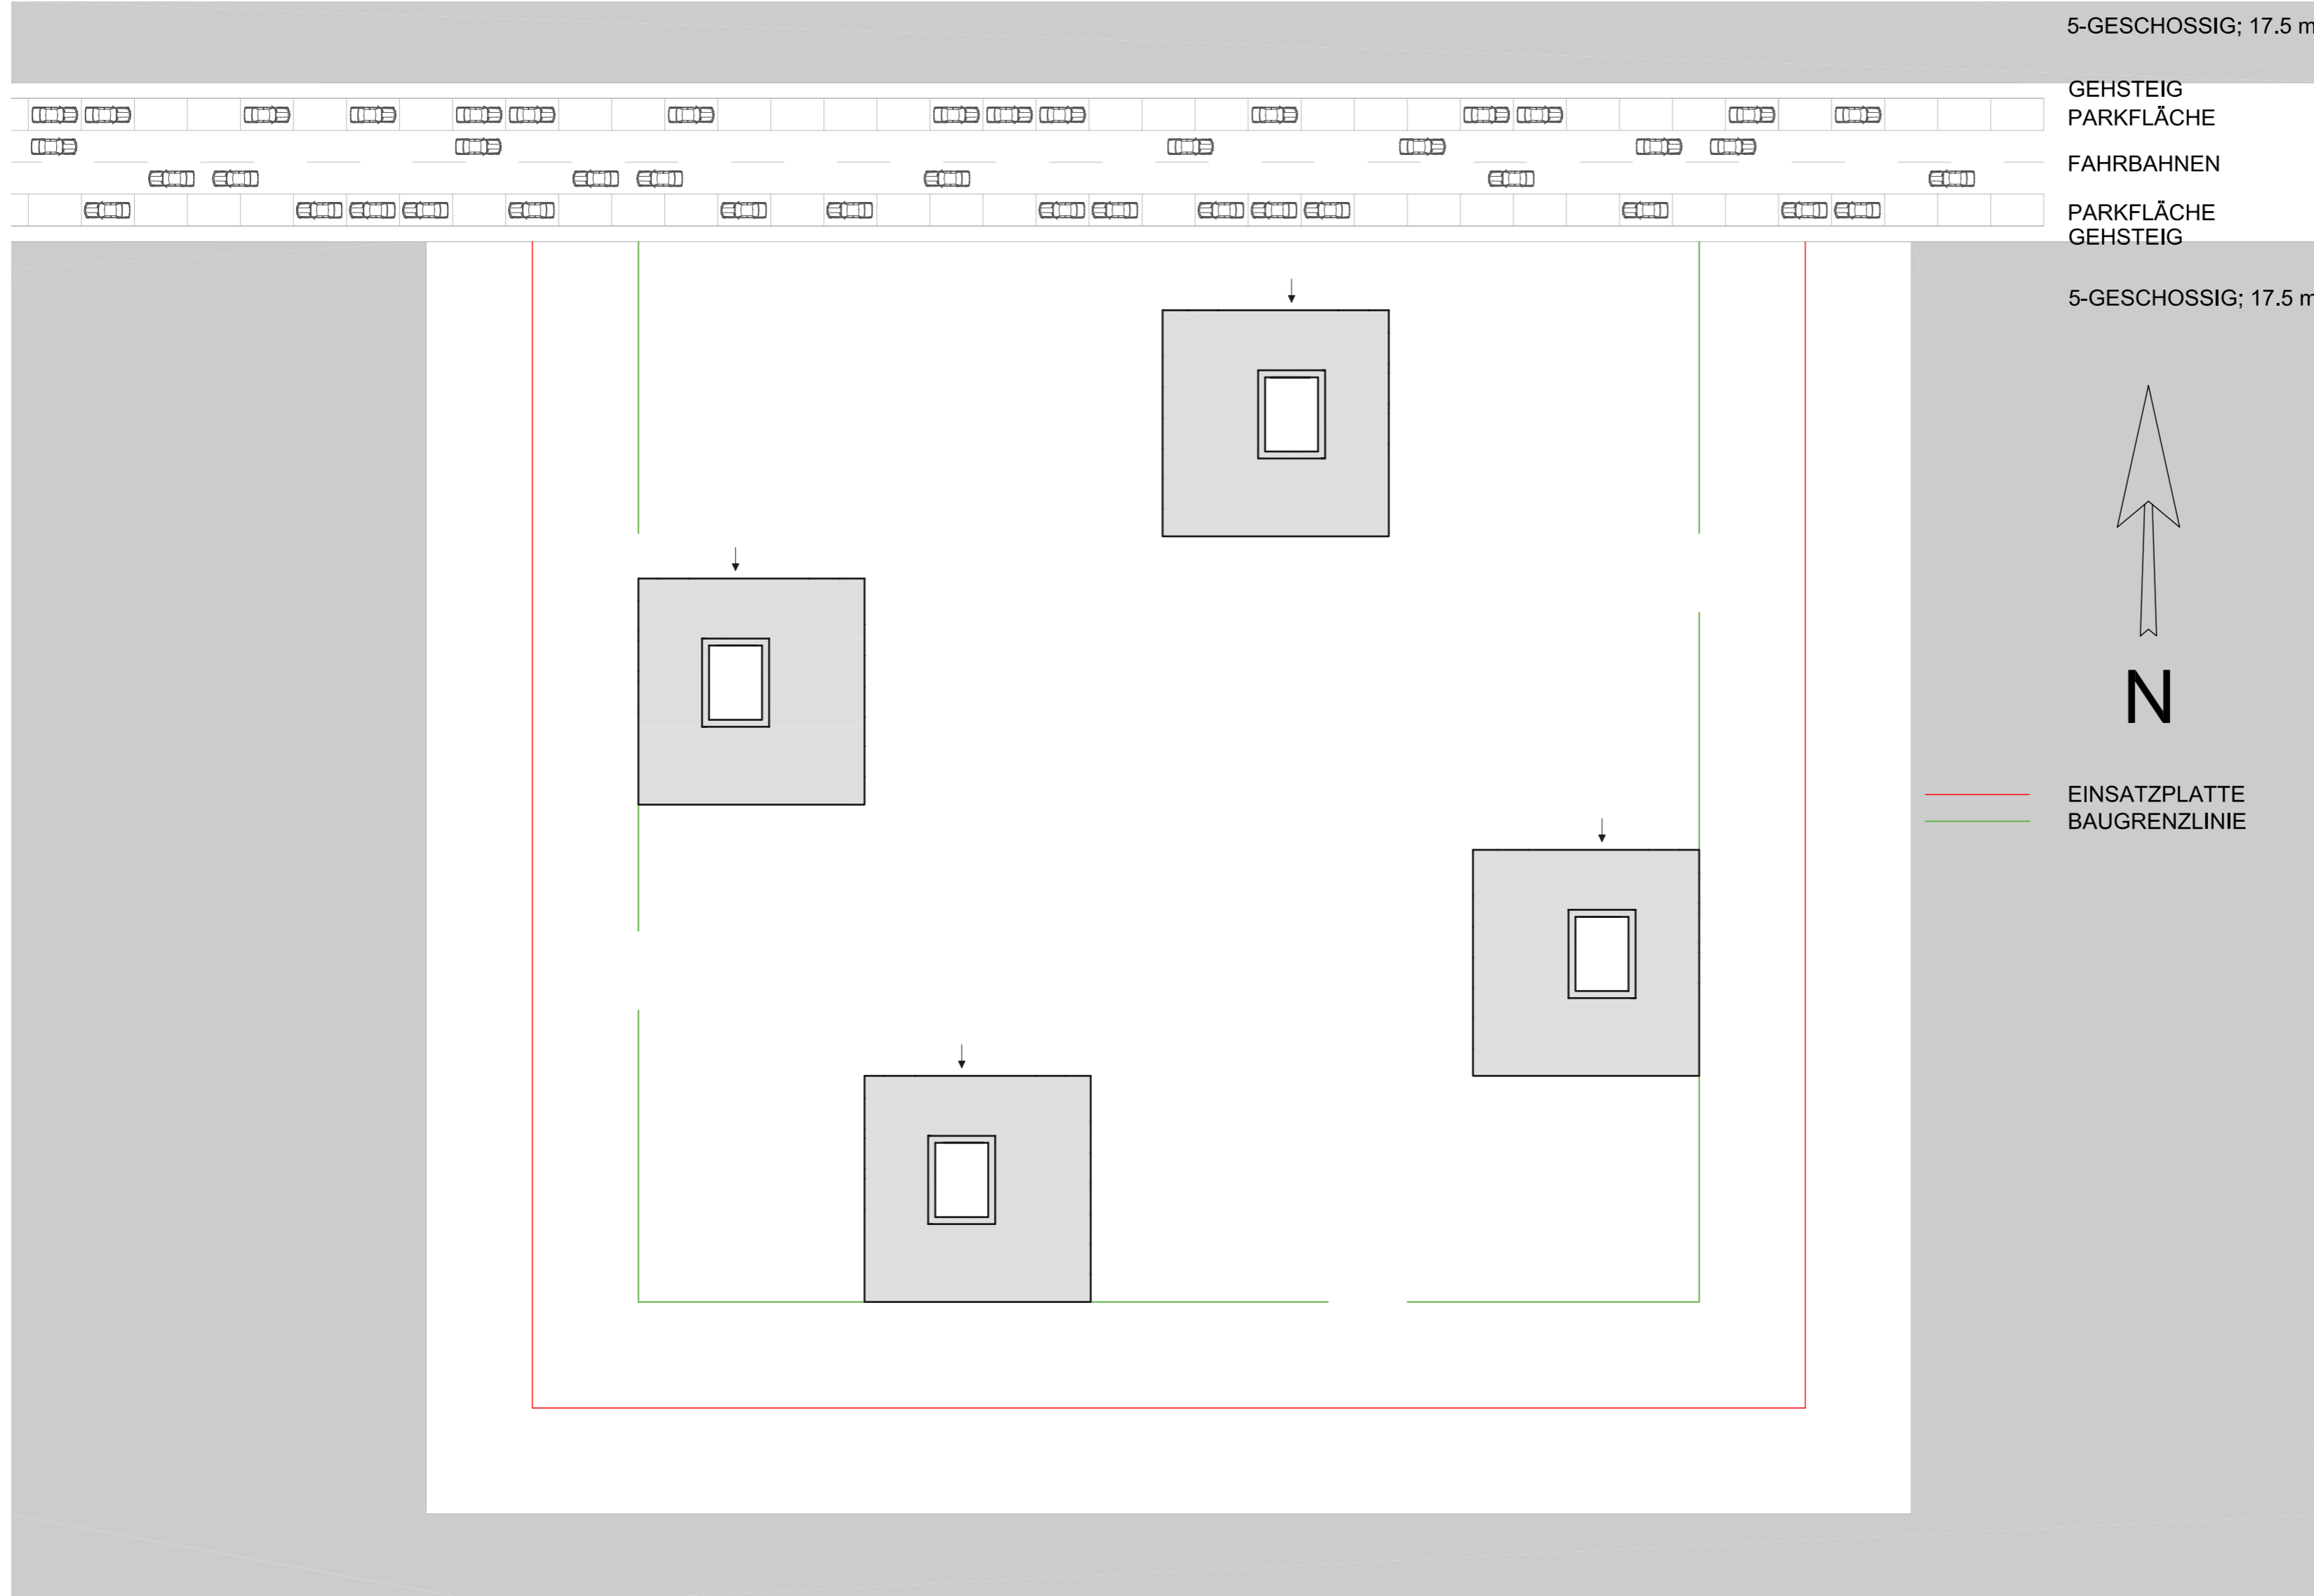 5-GESCHOSSIG; 17.5 m
GEHSTEIG
PARKFLÄCHE
FAHRBAHNEN
PARKFLÄCHE
GEHSTEIG
5-GESCHOSSIG; 17.5 m
N
EINSATZPLATTE
BAUGRENZLINIE